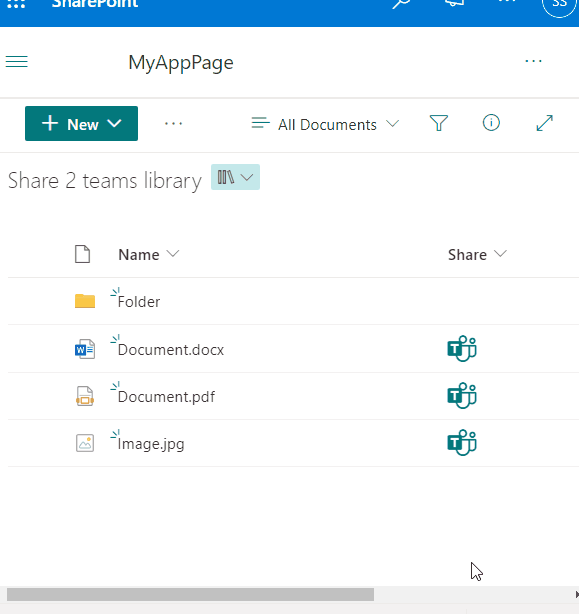 SharePoint
SS
MyAppPage
New
All Documents
Share 2 teams library
Name
Share
Folder
Document.docx
Document.pdf
Image.jpg